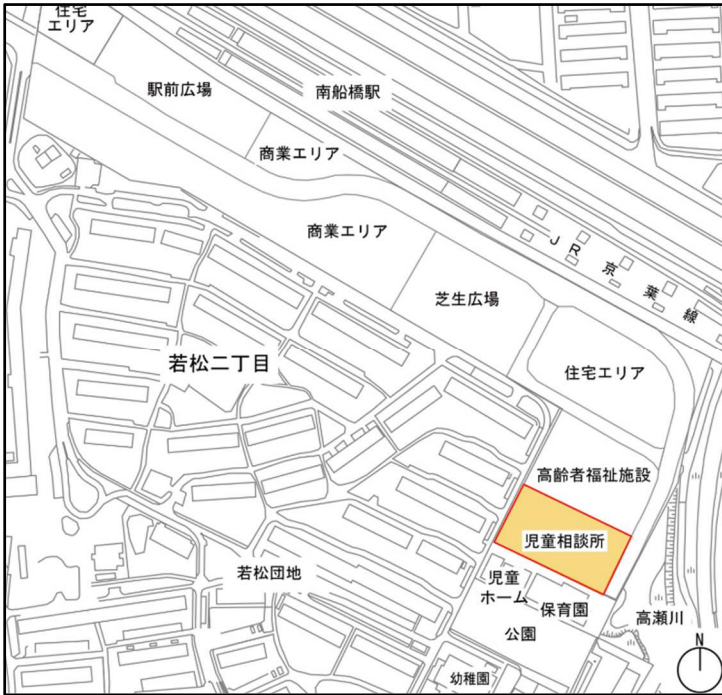 住宅
エリア
駅前広場
南船橋駅
商業エリア
商業エリア
JR京葉線
芝生広場
若松二丁目
住宅エリア
高齢者福祉施設
児童相談所
若松団地
児童
ホーム
保育園
高瀬川
公園
幼稚園
N